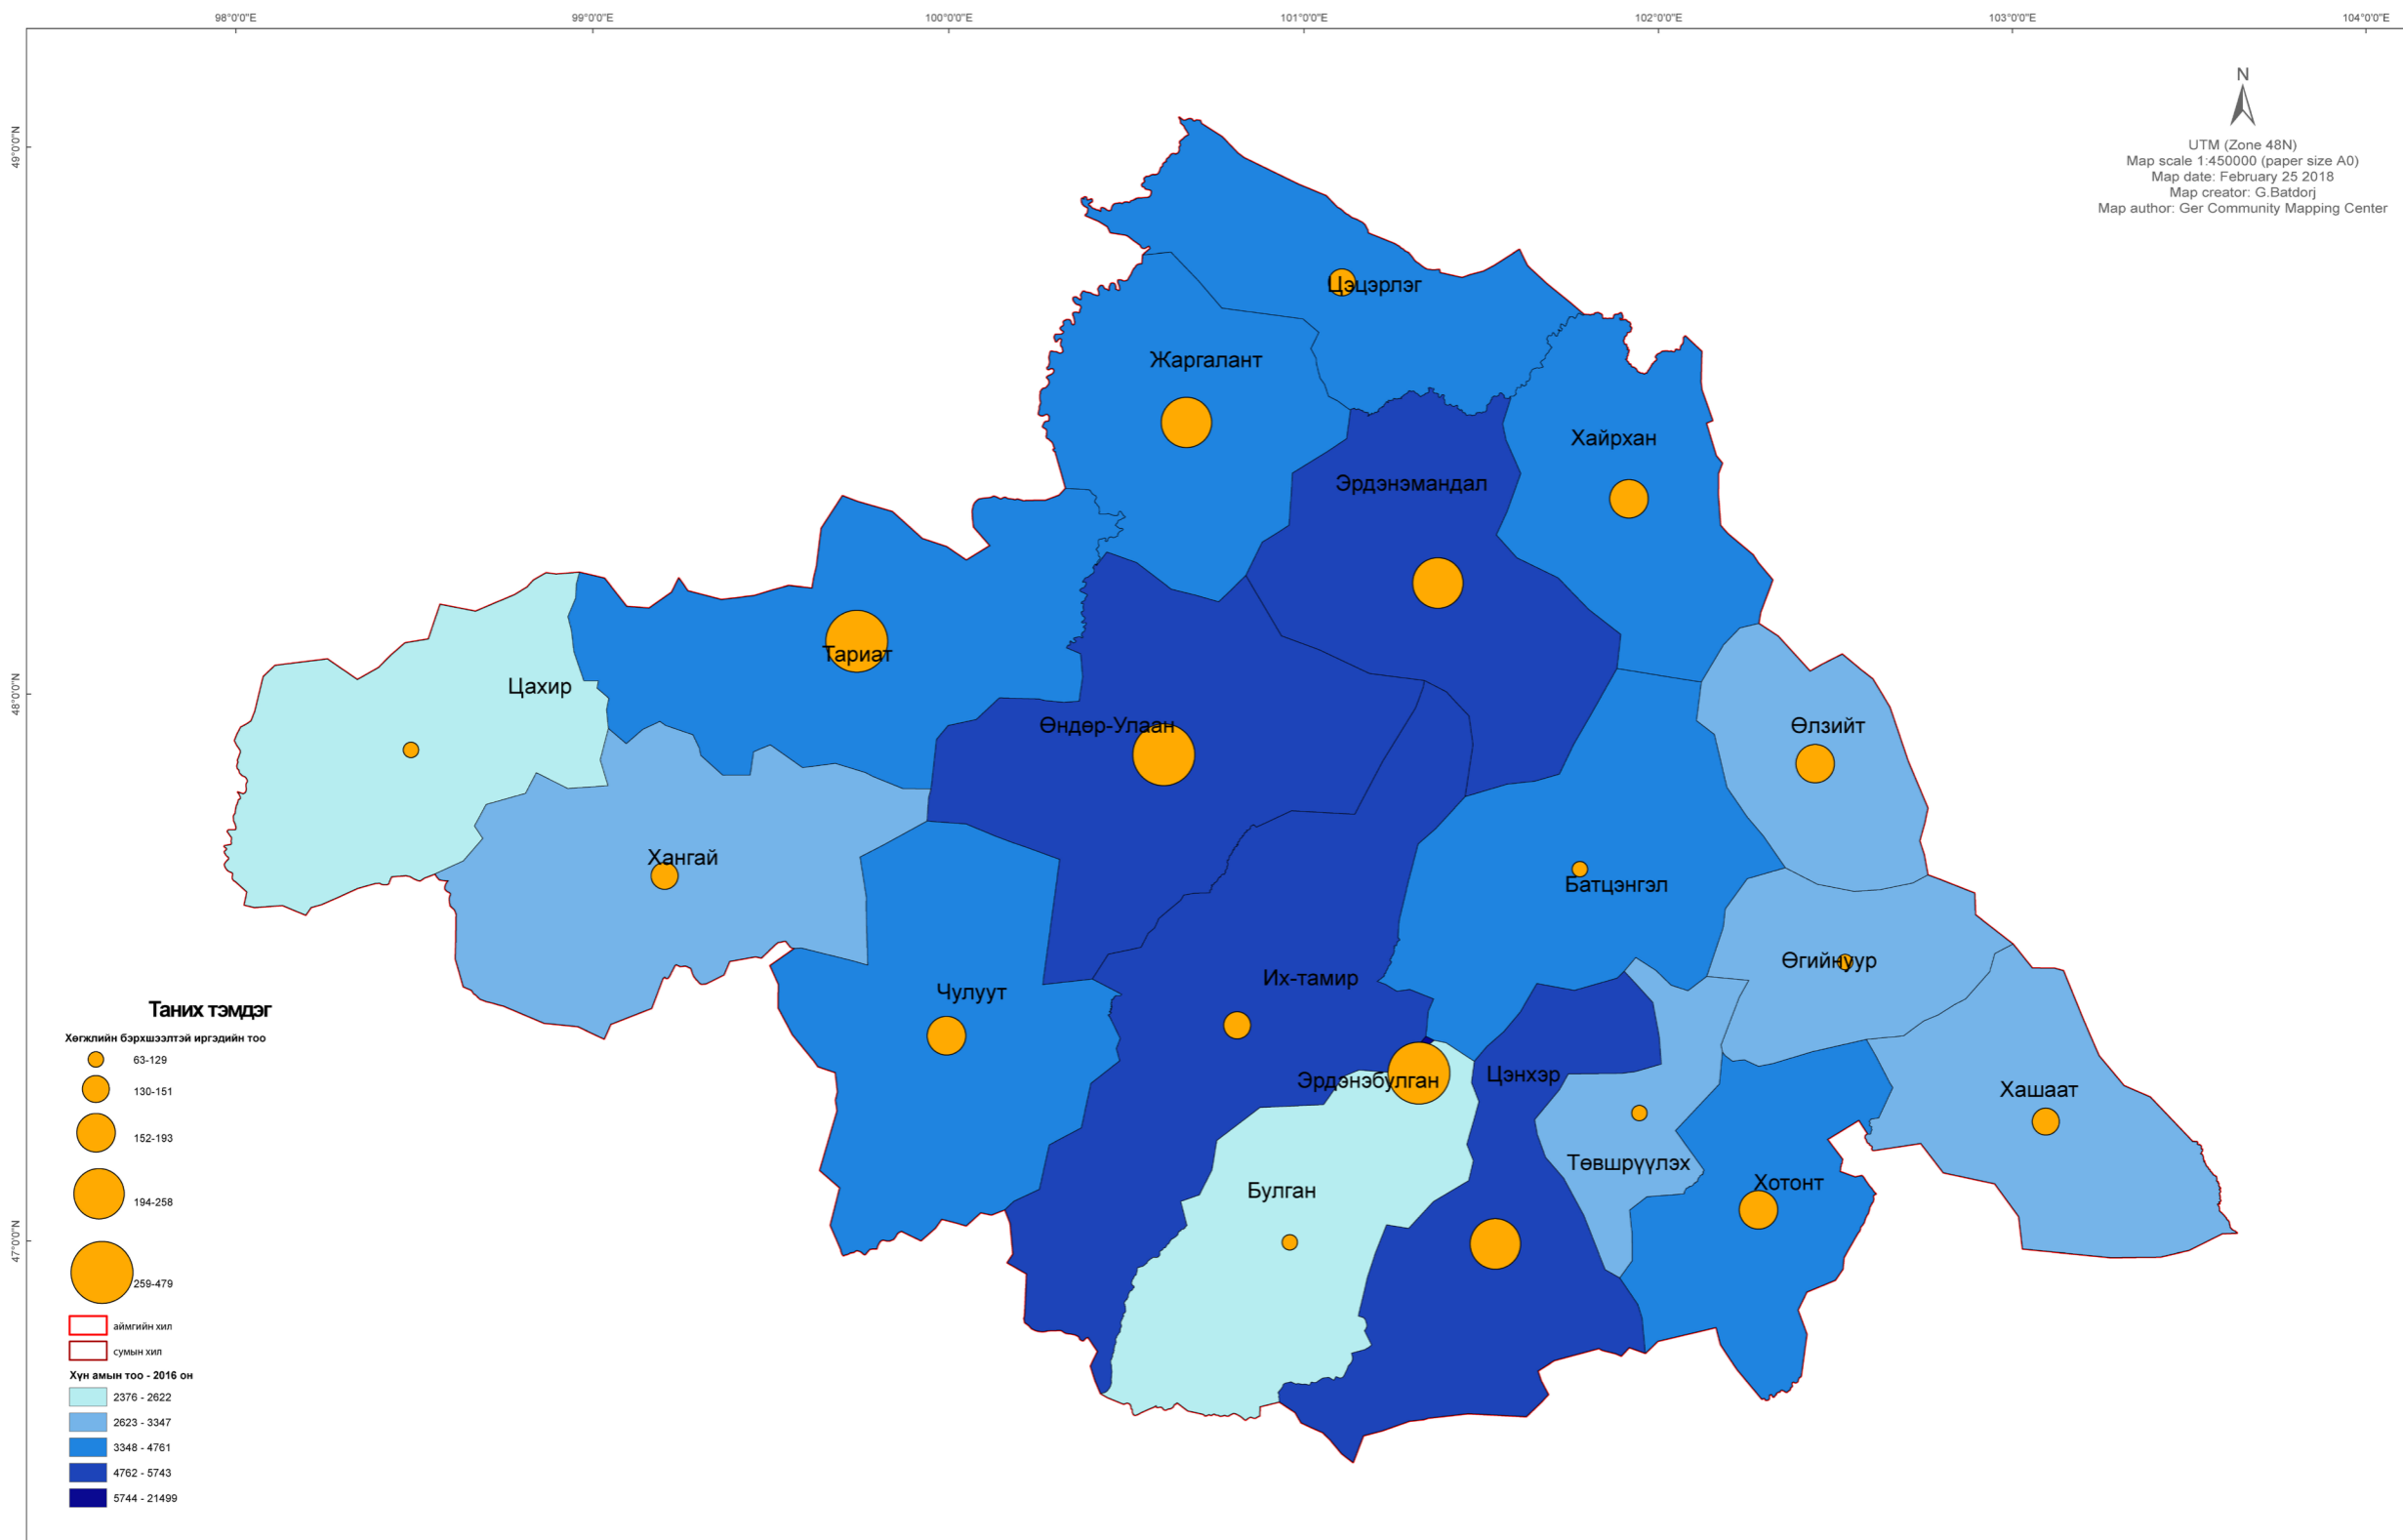 98°0'0"E
99°0'0"E
100°0'0"E
101°0'0"E
102°0'0"E
103°0'0"E
104°0'0"E
49°0'0"N
48°0'0"N
47°0'0"N
N
UTM (Zone 48N)
Map scale 1:450000 (paper size A0)
Map date: February 25 2018
Map creator: G.Batdorj
Map author: Ger Community Mapping Center
Цэцэрлэг
Жаргалант
Хайрхан
Эрдэнэмандал
Тариат
Цахир
Өндөр-Улаан
Өлзийт
Хангай
Батцэнгэл
Өгийнуур
Их-тамир
Чулуут
Эрдэнэбулган
Цэнхэр
Хашаат
Төвшрүүлэх
Хотонт
Булган
Таних тэмдэг
Хөгжлийн бэрхшээлтэй иргэдийн тоо
63-129
130-151
152-193
194-258
259-479
аймгийн хил
сумын хил
Хүн амын тоо - 2016 он
2376 - 2622
2623 - 3347
3348 - 4761
4762 - 5743
5744 - 21499